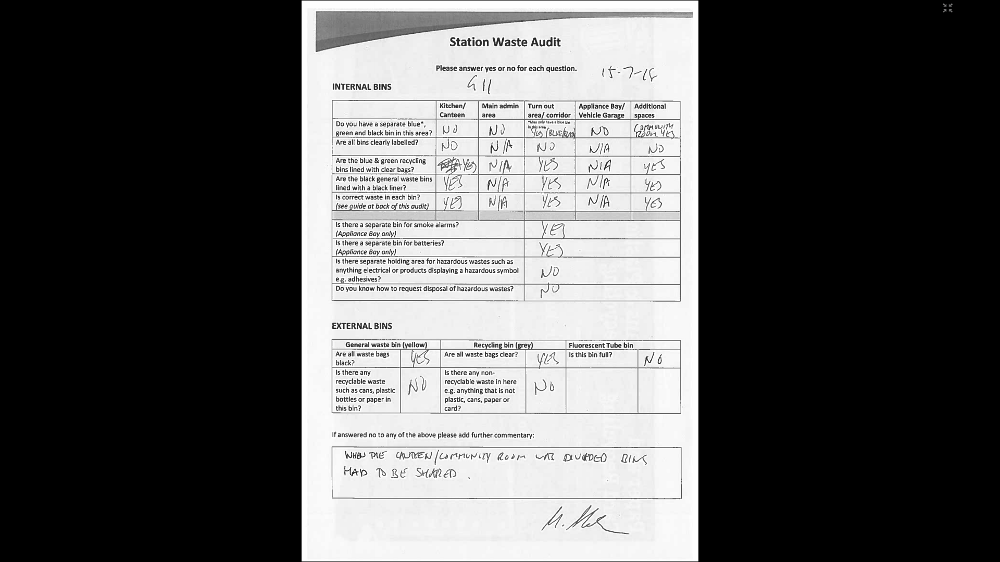 Station Waste Audit
Please answer yes or no for each question.
15-7-18
G11
INTERNAL BINS
Kitchen/ Canteen Main admin area Turn out area/ corridor Appliance Bay/ Vehicle Garage Additional spaces
Do you have a separate blue*, green and black bin in this area? NO NO *May only have a blue bin in this area YES (BLUE/ NO COMMUNITY ROOM YES
Are all bins clearly labelled? NO N/A NO N/A NO
Are the blue & green recycling bins lined with clear bags? YES N/A YES N/A YES
Are the black general waste bins lined with a black liner? YES N/A YES N/A YES
Is correct waste in each bin? (see guide at back of this audit) YES N/A YES N/A YES
Is there a separate bin for smoke alarms? (Appliance Bay only) YES
Is there a separate bin for batteries? (Appliance Bay only) YES
Is there separate holding area for hazardous wastes such as anything electrical or products displaying a hazardous symbol e.g. adhesives? NO
Do you know how to request disposal of hazardous wastes? NO
EXTERNAL BINS
General waste bin (yellow) Recycling bin (grey) Fluorescent Tube bin
Are all waste bags black? YES Are all waste bags clear? YES Is this bin full? NO
Is there any recyclable waste such as cans, plastic bottles or paper in this bin? NO Is there any non-recyclable waste in here e.g. anything that is not plastic, cans, paper or card? NO
If answered no to any of the above please add further commentary:
WHEN THE CANTEEN/COMMUNITY ROOM WAS DIVIDED BINS
HAD TO BE SHARED.